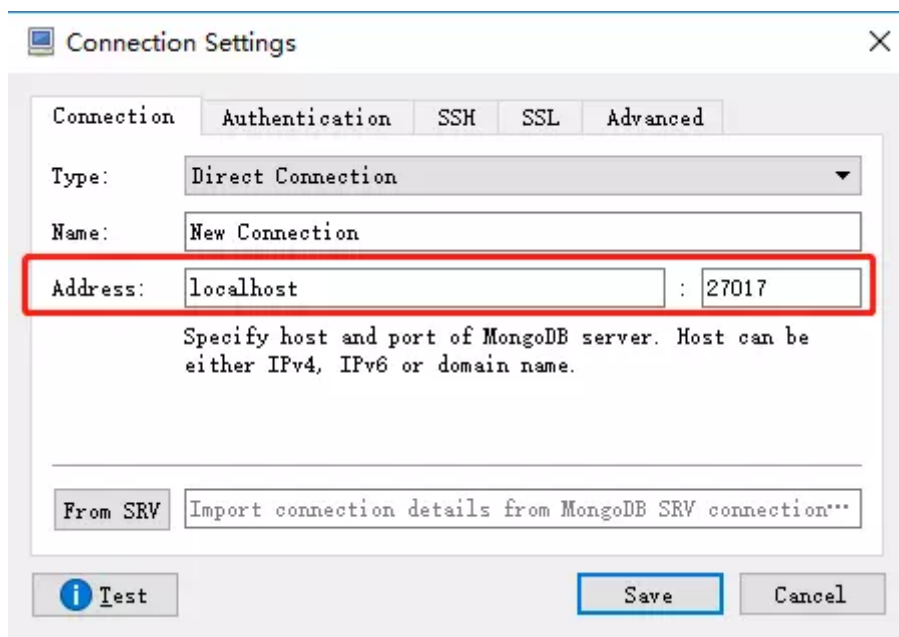 Connection Settings
Connection Authentication SSH SSL Advanced
Type: Direct Connection
Name: New Connection
Address: localhost : 27017
Specify host and port of MongoDB server. Host can be
either IPv4, IPv6 or domain name.
From SRV Import connection details from MongoDB SRV connection...
Test Save Cancel